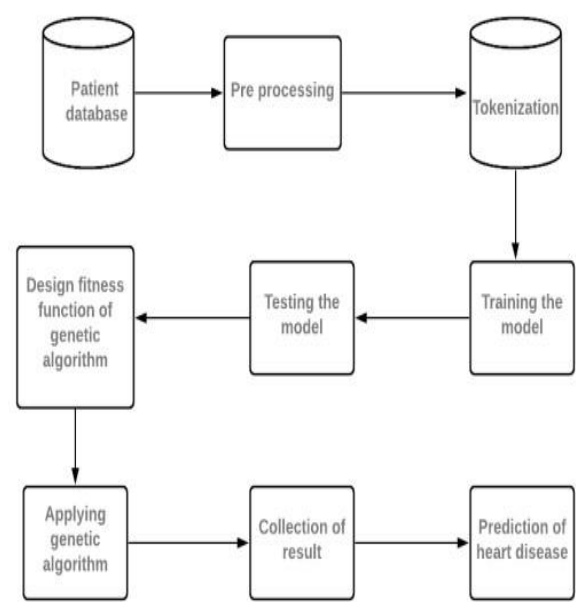 Patient
database
Pre processing
Tokenization
Design fitness
function of
genetic
algorithm
Testing the
model
Training the
model
Applying
genetic
algorithm
Collection of
result
Prediction of
heart disease